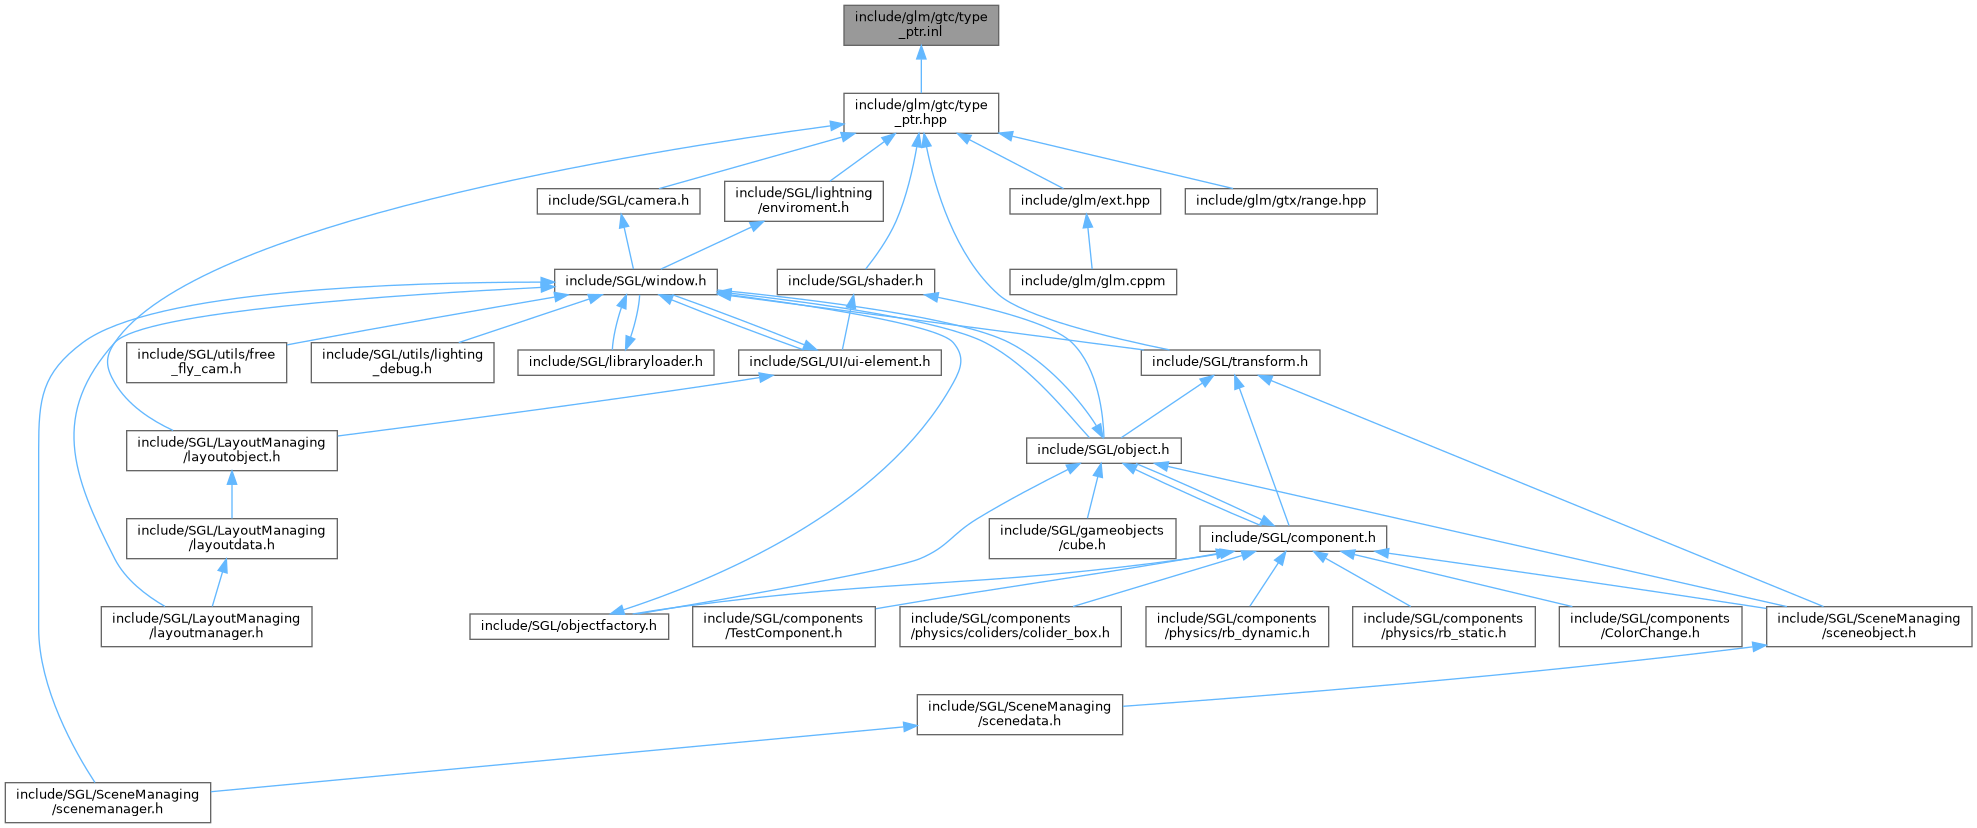 include/glm/gtc/type
_ptr.inl
include/glm/gtc/type
_ptr.hpp
include/SGL/camera.h
include/SGL/lightning
/enviroment.h
include/glm/ext.hpp
include/glm/gtx/range.hpp
include/SGL/window.h
include/SGL/shader.h
include/glm/glm.cppm
include/SGL/utils/free
_fly_cam.h
include/SGL/utils/lighting
_debug.h
include/SGL/libraryloader.h
include/SGL/UI/ui-element.h
include/SGL/transform.h
include/SGL/LayoutManaging
/layoutobject.h
include/SGL/object.h
include/SGL/LayoutManaging
/layoutdata.h
include/SGL/gameobjects
/cube.h
include/SGL/component.h
include/SGL/LayoutManaging
/layoutmanager.h
include/SGL/objectfactory.h
include/SGL/components
/TestComponent.h
include/SGL/components
/physics/coliders/colider_box.h
include/SGL/components
/physics/rb_dynamic.h
include/SGL/components
/physics/rb_static.h
include/SGL/components
/ColorChange.h
include/SGL/SceneManaging
/sceneobject.h
include/SGL/SceneManaging
/scenedata.h
include/SGL/SceneManaging
/scenemanager.h